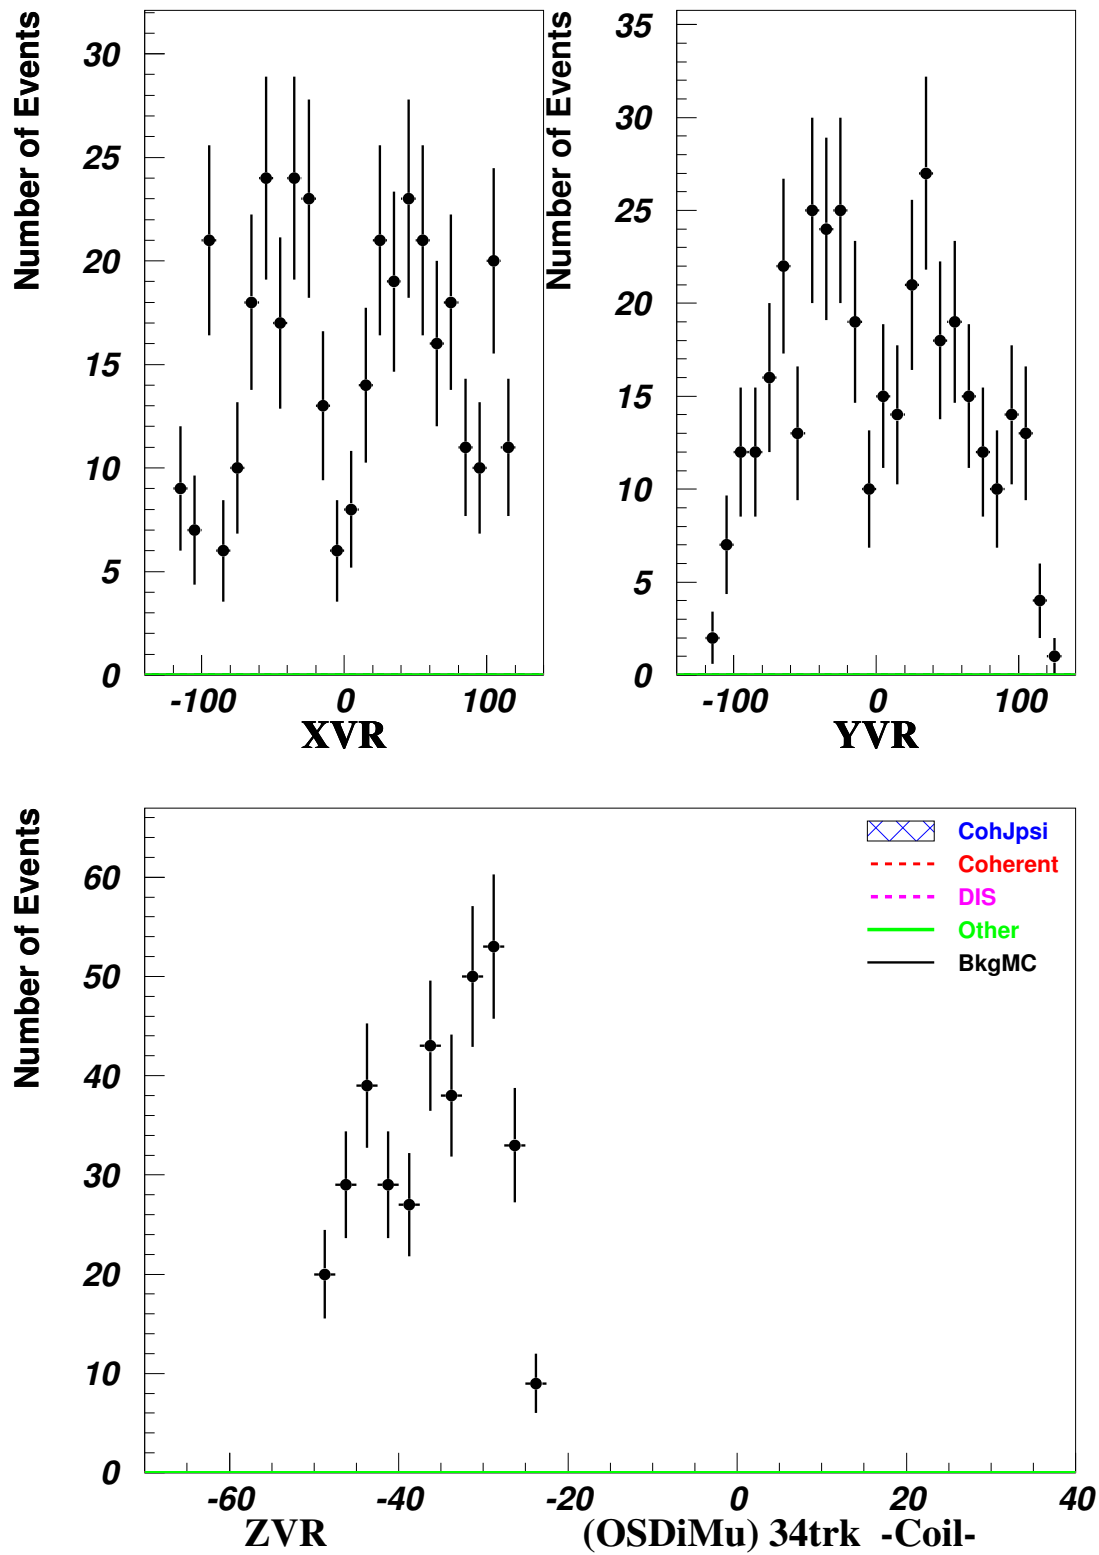 Number of Events
30
25
20
15
10
5
0
-100 0 100
XVR
Number of Events
35
30
25
20
15
10
5
0
-100 0 100
YVR
Number of Events
60
50
40
30
20
10
0
-60 -40 -20 0 20 40
ZVR (OSDiMu) 34trk -Coil-
CohJpsi
Coherent
DIS
Other
BkgMC